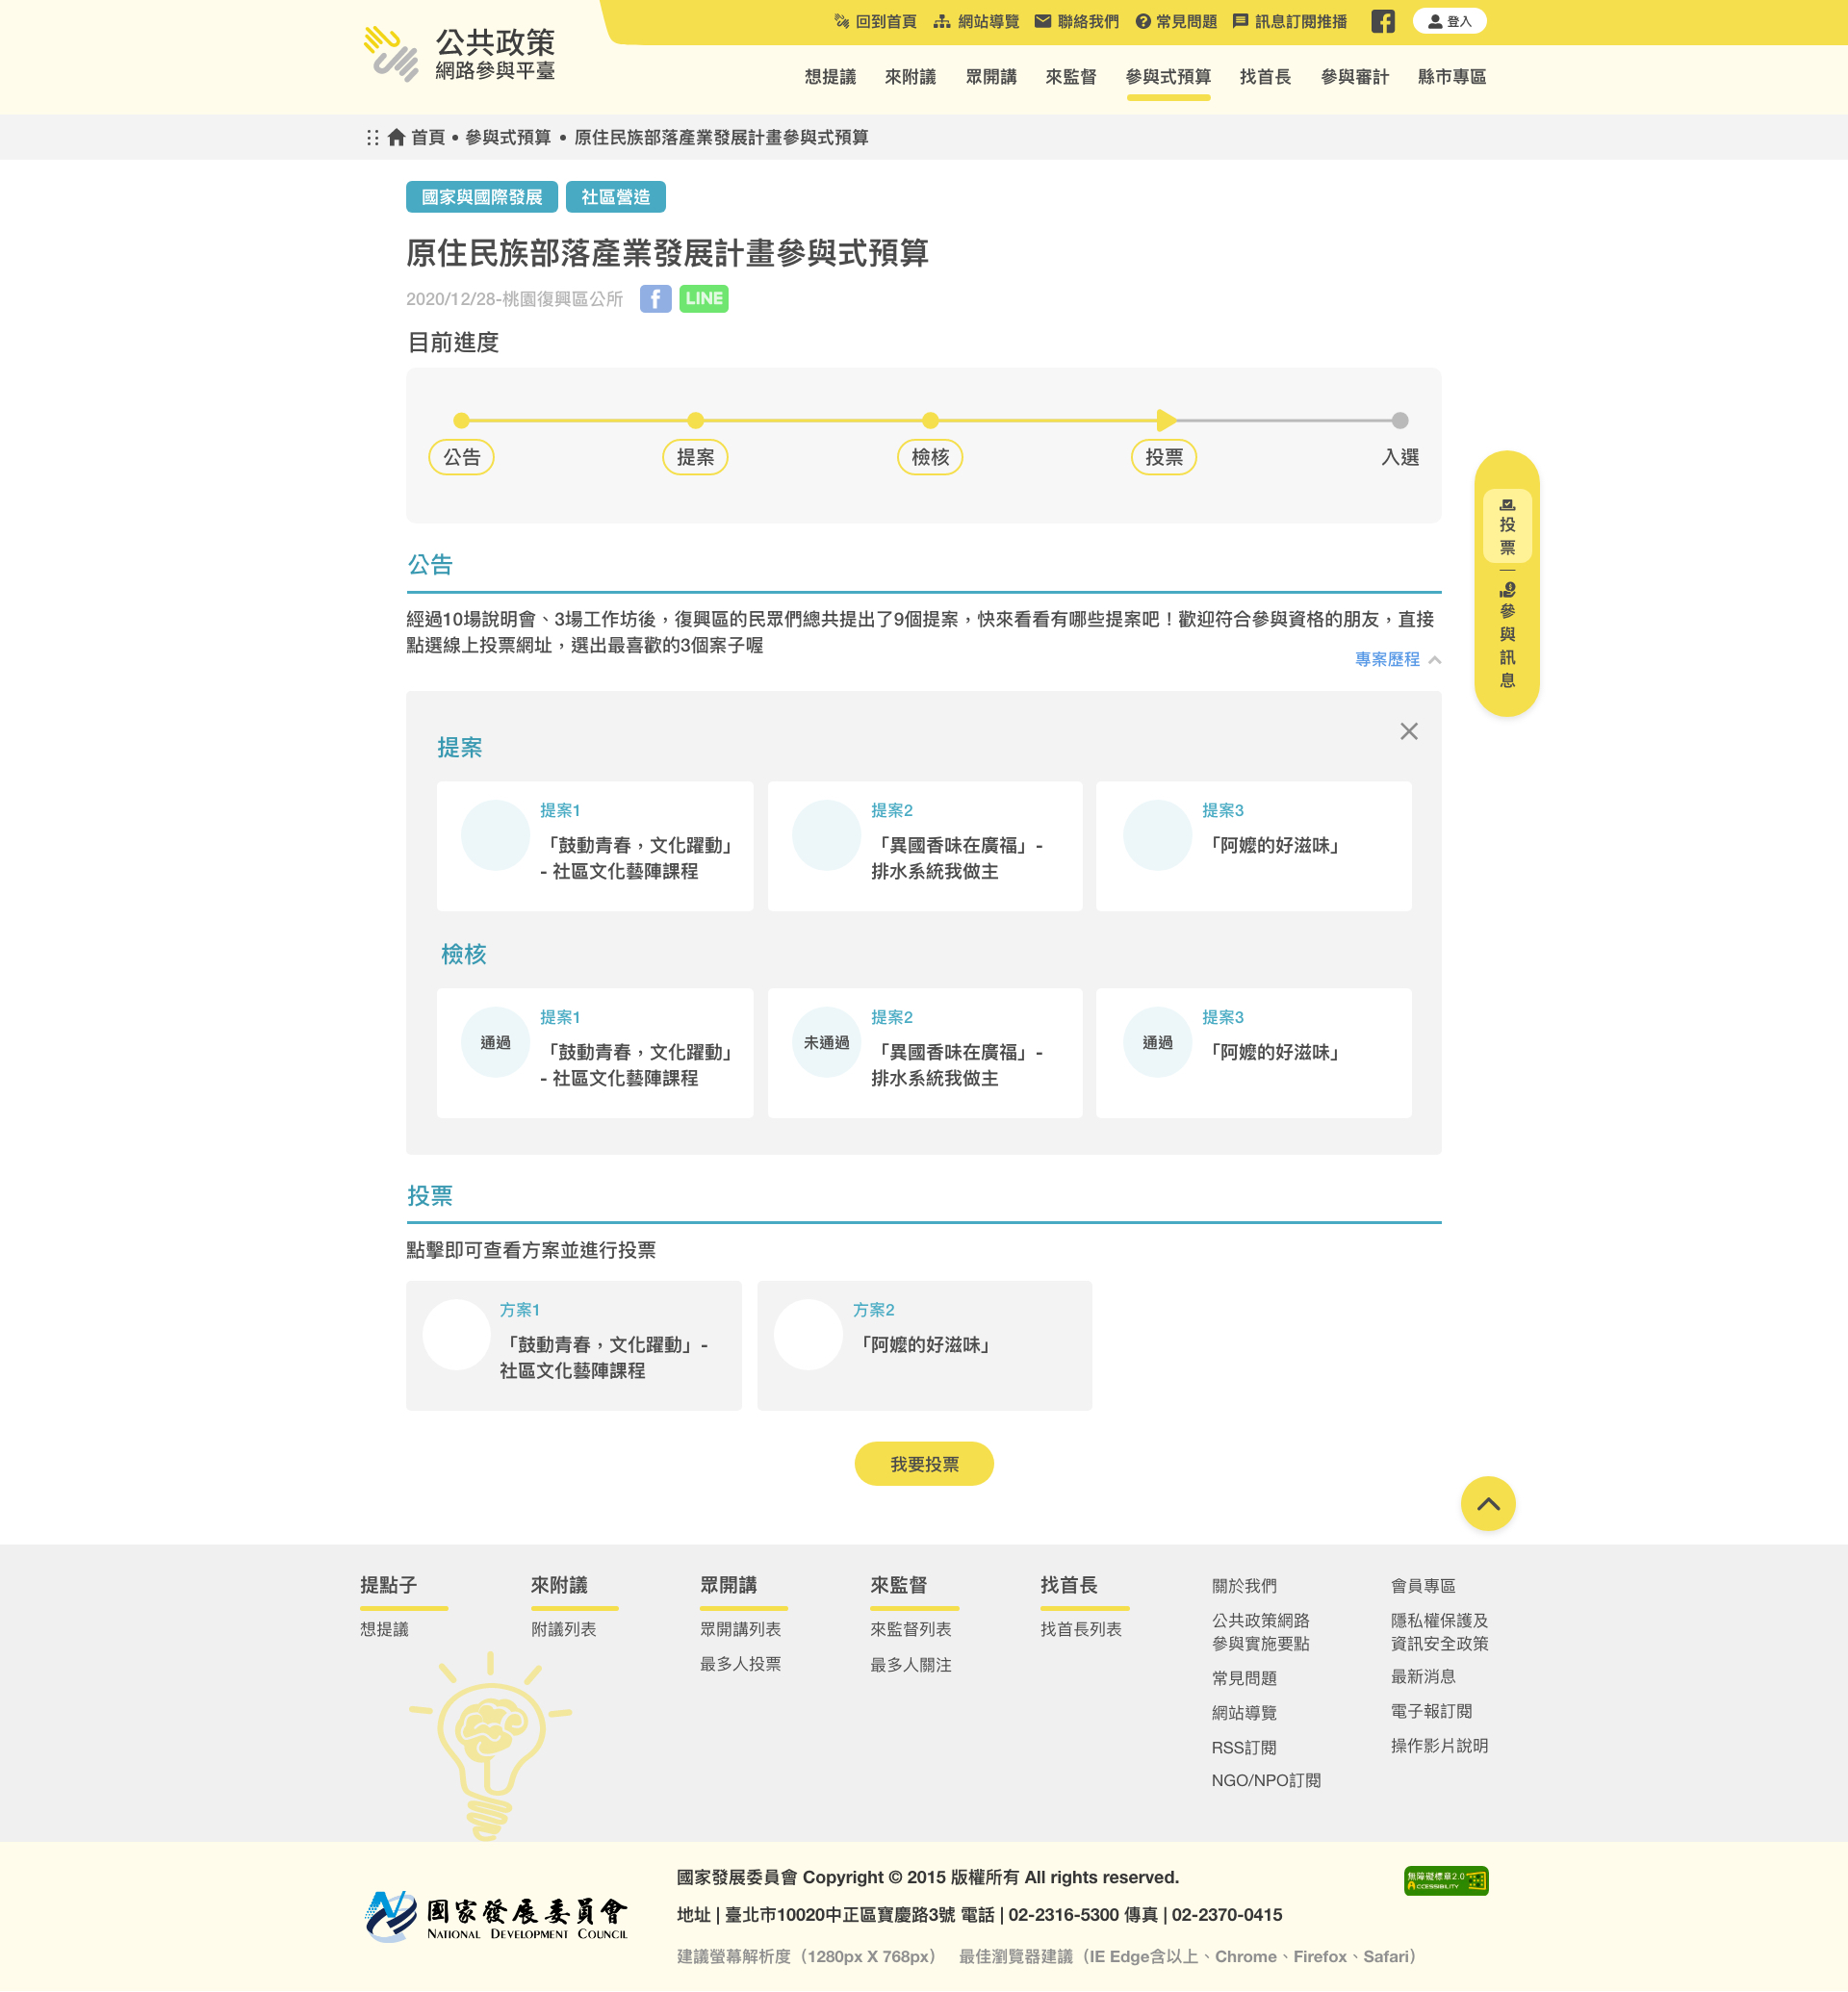 公共政策
網路參與平臺
回到首頁 網站導覽 聯絡我們 常見問題 訊息訂閱推播 登入
想提議 來附議 眾開講 來監督 參與式預算 找首長 參與審計 縣市專區
首頁 • 參與式預算 • 原住民族部落產業發展計畫參與式預算
國家與國際發展 社區營造
原住民族部落產業發展計畫參與式預算
2020/12/28-桃園復興區公所 f LINE
目前進度
公告 提案 檢核 投票 入選
投票
參與訊息
公告
經過10場說明會、3場工作坊後，復興區的民眾們總共提出了9個提案，快來看看有哪些提案吧！歡迎符合參與資格的朋友，直接
點選線上投票網址，選出最喜歡的3個案子喔
專案歷程
提案
提案1
「鼓動青春，文化躍動」
- 社區文化藝陣課程
提案2
「異國香味在廣福」-
排水系統我做主
提案3
「阿嬤的好滋味」
檢核
通過
提案1
「鼓動青春，文化躍動」
- 社區文化藝陣課程
未通過
提案2
「異國香味在廣福」-
排水系統我做主
通過
提案3
「阿嬤的好滋味」
投票
點擊即可查看方案並進行投票
方案1
「鼓動青春，文化躍動」-
社區文化藝陣課程
方案2
「阿嬤的好滋味」
我要投票
提點子
想提議
來附議
附議列表
眾開講
眾開講列表
最多人投票
來監督
來監督列表
最多人關注
找首長
找首長列表
關於我們
公共政策網路
參與實施要點
常見問題
網站導覽
RSS訂閱
NGO/NPO訂閱
會員專區
隱私權保護及
資訊安全政策
最新消息
電子報訂閱
操作影片說明
國家發展委員會
NATIONAL DEVELOPMENT COUNCIL
國家發展委員會 Copyright © 2015 版權所有 All rights reserved.
地址 | 臺北市10020中正區寶慶路3號 電話 | 02-2316-5300 傳真 | 02-2370-0415
建議螢幕解析度（1280px X 768px） 最佳瀏覽器建議（IE Edge含以上、Chrome、Firefox、Safari）
無障礙標章2.0
ACCESSIBILITY